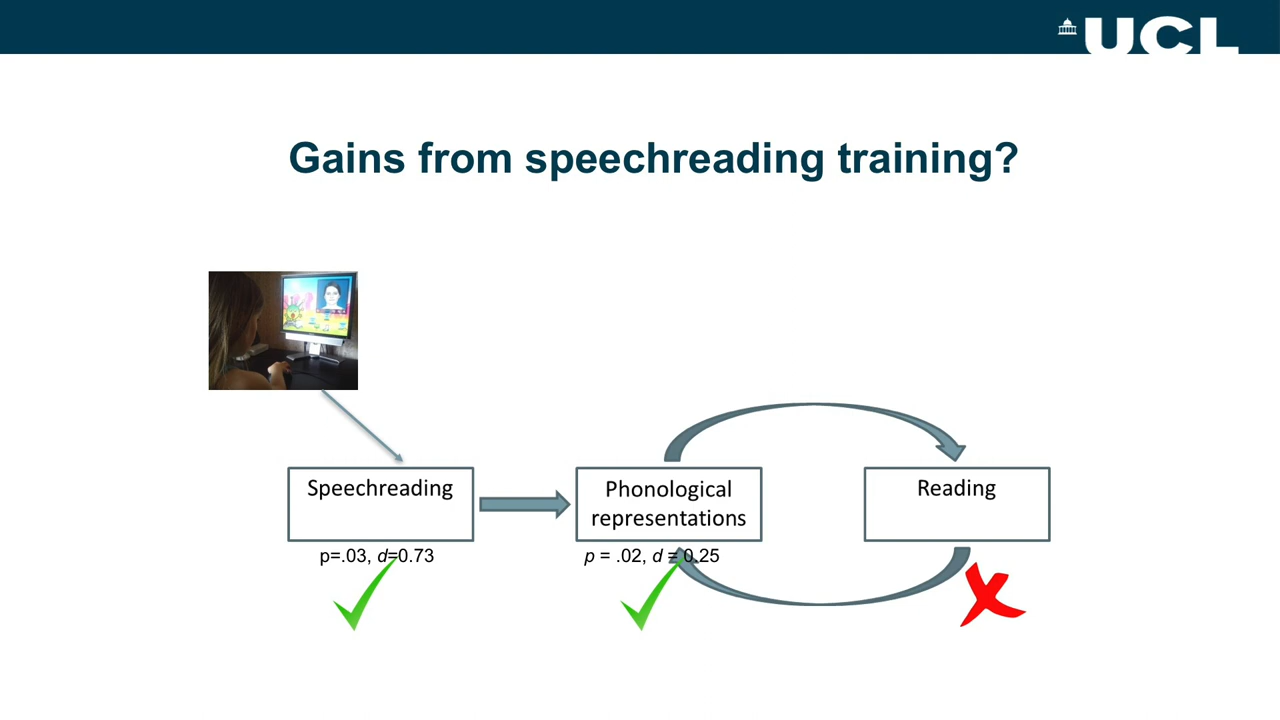 UCL
Gains from speechreading training?
Speechreading
Phonological
representations
Reading
p=.03, d=0.73
p = .02, d = 0.25